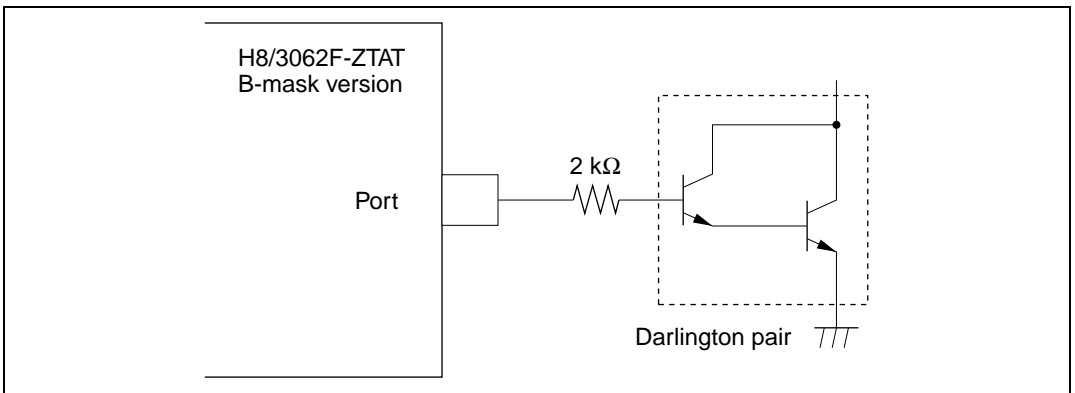 H8/3062F-ZTAT
B-mask version
2 kΩ
Port
Darlington pair